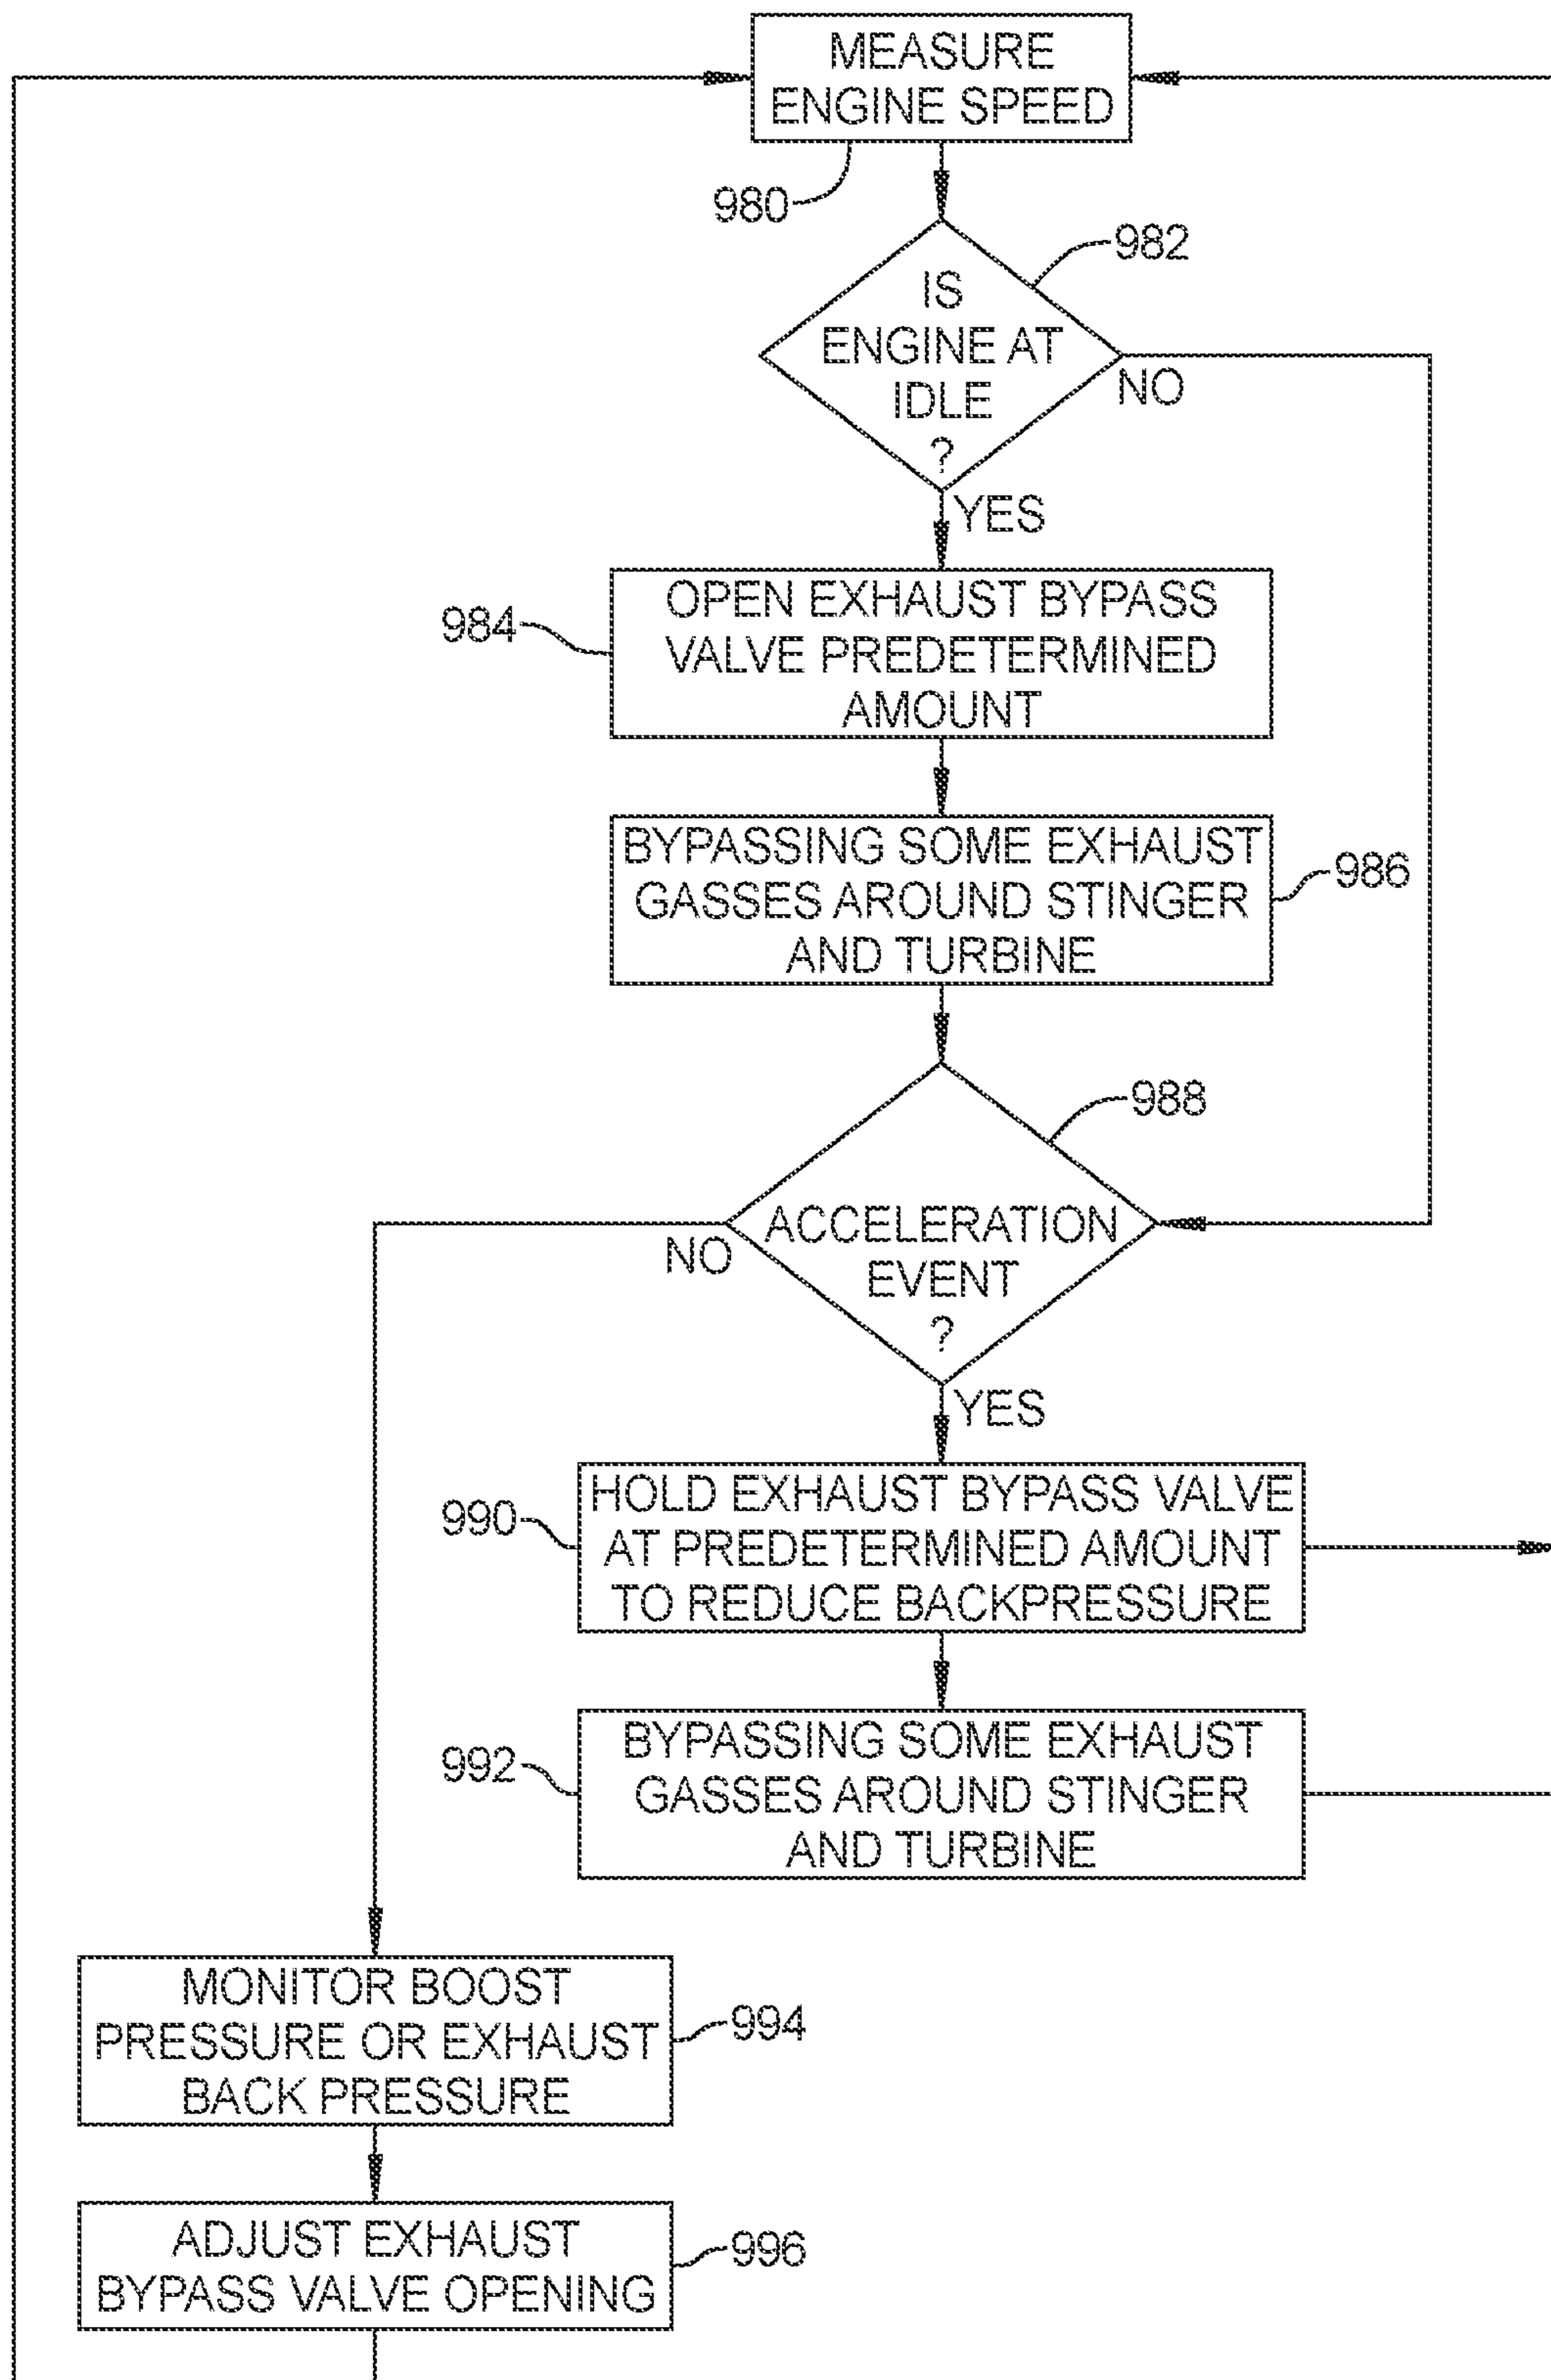 MEASURE
ENGINE SPEED
980
982
IS
ENGINE AT
IDLE
?
NO
YES
984
OPEN EXHAUST BYPASS
VALVE PREDETERMINED
AMOUNT
BYPASSING SOME EXHAUST
GASSES AROUND STINGER
AND TURBINE
986
988
ACCELERATION
EVENT
?
NO
YES
990
HOLD EXHAUST BYPASS VALVE
AT PREDETERMINED AMOUNT
TO REDUCE BACKPRESSURE
992
BYPASSING SOME EXHAUST
GASSES AROUND STINGER
AND TURBINE
MONITOR BOOST
PRESSURE OR EXHAUST
BACK PRESSURE
994
ADJUST EXHAUST
BYPASS VALVE OPENING
996